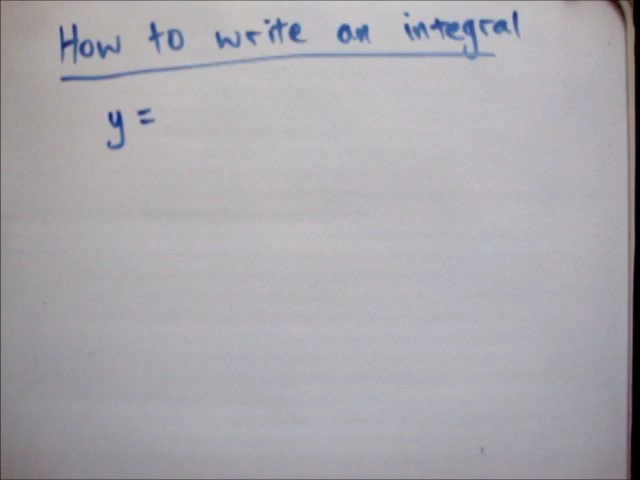 How to write an integral
y =